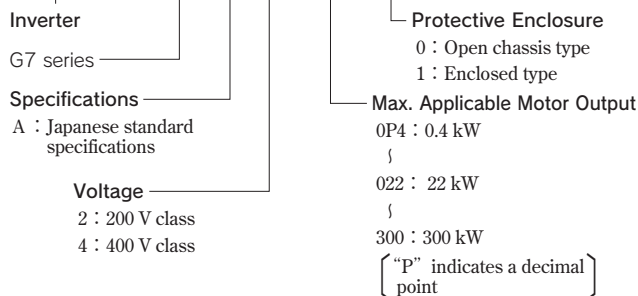 Inverter
G7 series
Specifications
A : Japanese standard
specifications
Voltage
2 : 200 V class
4 : 400 V class
Protective Enclosure
0 : Open chassis type
1 : Enclosed type
Max. Applicable Motor Output
0P4 : 0.4 kW
~
022 : 22 kW
~
300 : 300 kW
“P” indicates a decimal
point